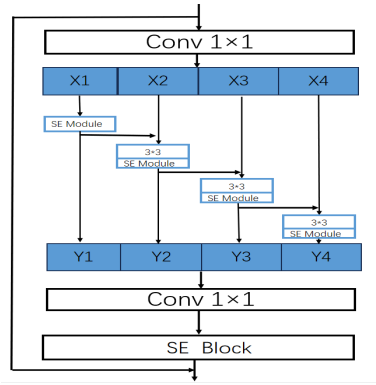 Conv 1×1
X1 X2 X3 X4
SE Module
3*3
SE Module
3*3
SE Module
3*3
SE Module
Y1 Y2 Y3 Y4
Conv 1×1
SE Block